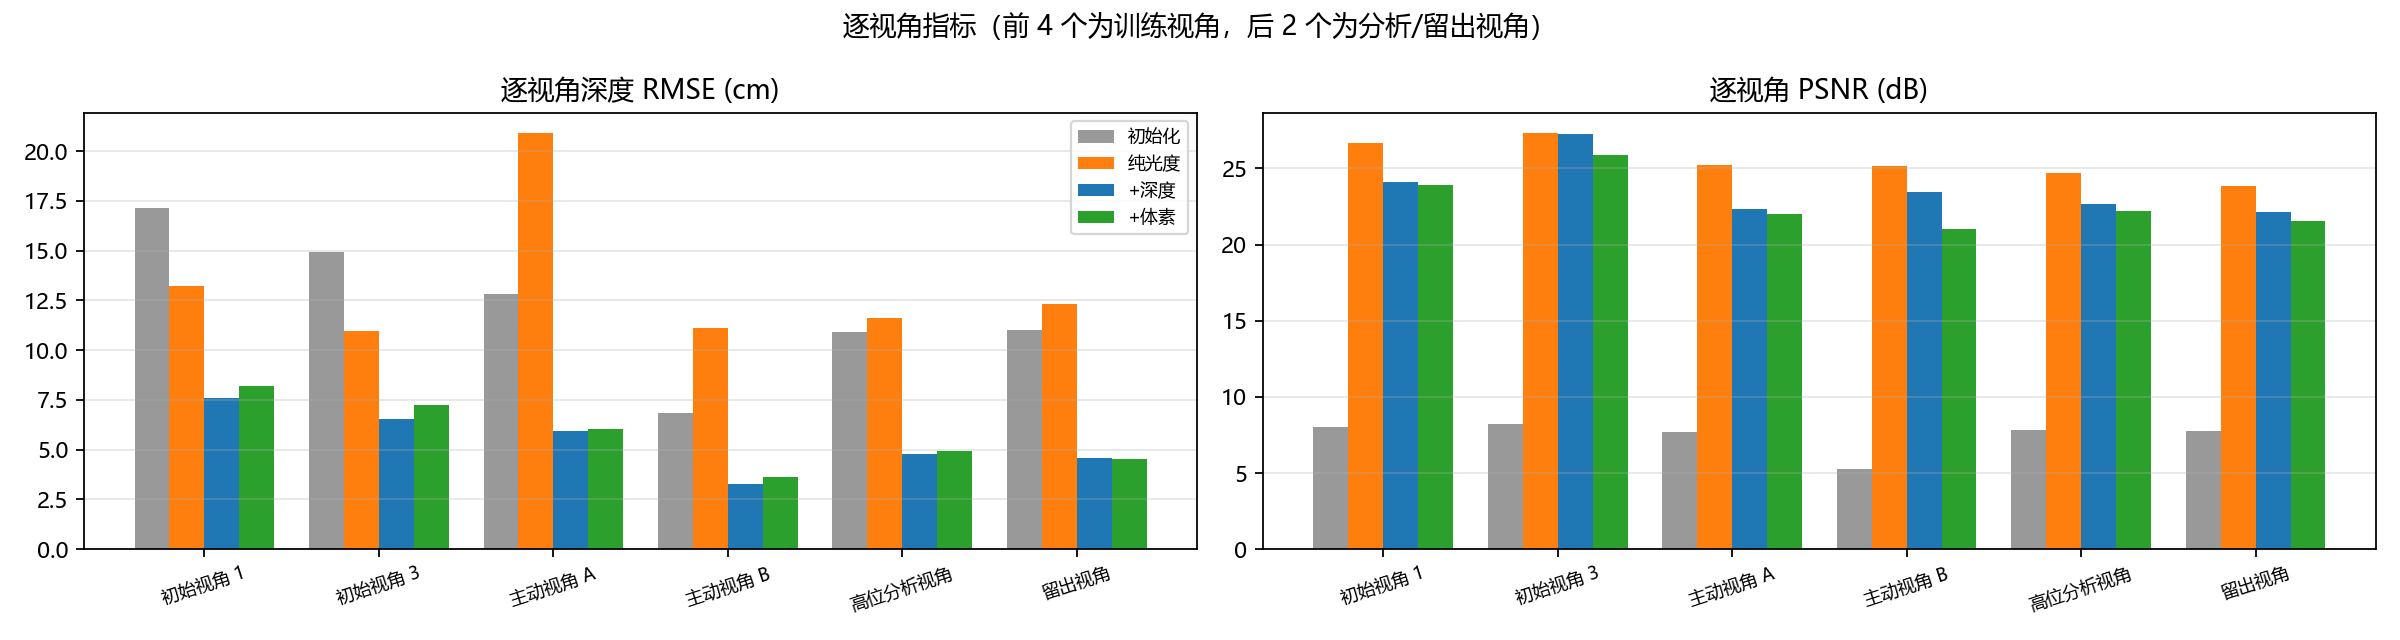 逐视角指标（前 4 个为训练视角，后 2 个为分析/留出视角）
逐视角深度 RMSE (cm)
20.0
17.5
15.0
12.5
10.0
7.5
5.0
2.5
0.0
初始化
纯光度
+深度
+体素
初始视角 1
初始视角 3
主动视角 A
主动视角 B
高位分析视角
留出视角
逐视角 PSNR (dB)
25
20
15
10
5
0
初始视角 1
初始视角 3
主动视角 A
主动视角 B
高位分析视角
留出视角